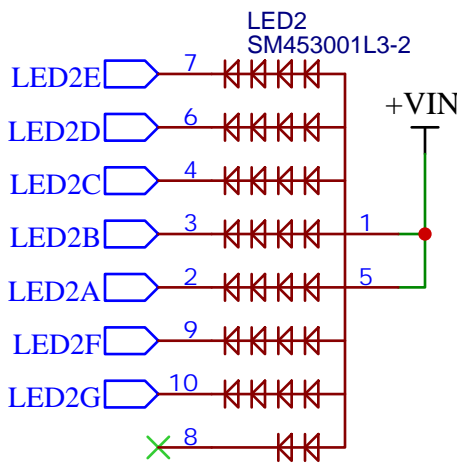 LED2
SM453001L3-2
LED2E 7
+VIN
LED2D 6
LED2C 4
LED2B 3 1
LED2A 2 5
LED2F 9
LED2G 10
8